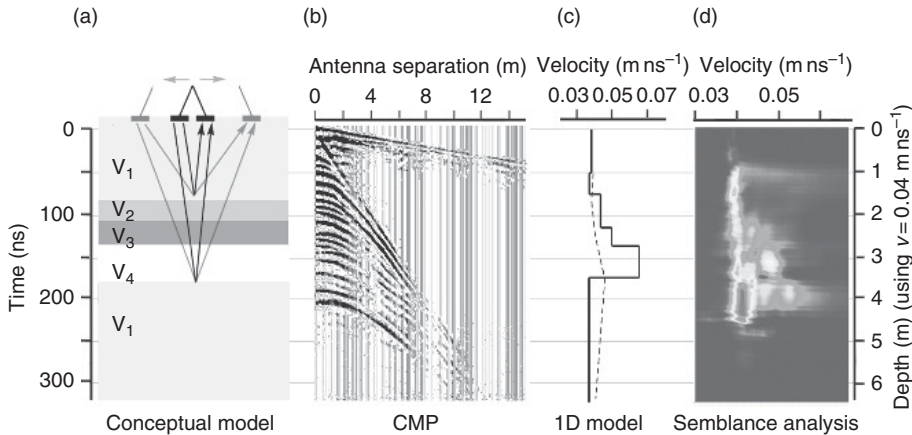 (a) (b) (c) (d)
Antenna separation (m) Velocity (m ns⁻¹) Velocity (m ns⁻¹)
0 4 8 12 0.03 0.05 0.07 0.03 0.05
0
100
200
300
Time (ns)
V₁
V₂
V₃
V₄
V₁
0
1
2
3
4
5
6
Depth (m) (using v=0.04 m ns⁻¹)
Conceptual model CMP 1D model Semblance analysis